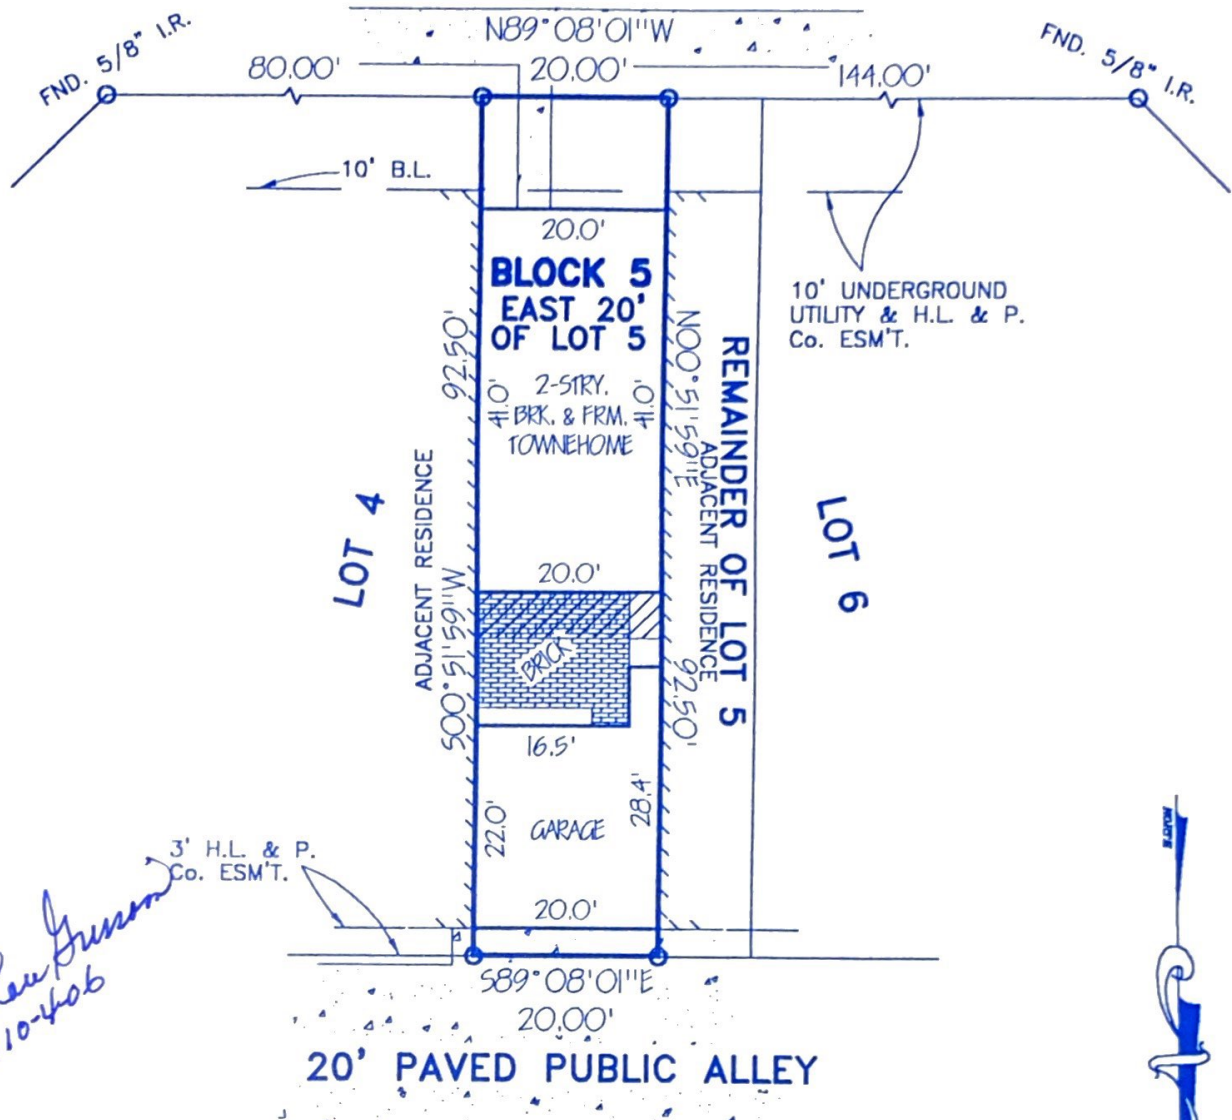 N89°08'01"W
FND. 5/8" I.R.
80.00'
20.00'
144.00'
FND. 5/8" I.R.
10' B.L.
20.0'
BLOCK 5
EAST 20'
OF LOT 5
10' UNDERGROUND
UTILITY & H.L. & P.
Co. ESM'T.
92.50'
N00°51'59"E
41.0'
2-STRY.
BRK. & FRM.
TOWNEHOME
41.0'
REMAINDER OF LOT 5
ADJACENT RESIDENCE
LOT 4
ADJACENT RESIDENCE
S00°51'59"W
LOT 6
20.0'
BRICK
92.50'
16.5'
22.0'
GARAGE
28.4'
3' H.L. & P.
Co. ESM'T.
20.0'
S89°08'01"E
20.00'
20' PAVED PUBLIC ALLEY
NORTH
10-4-06